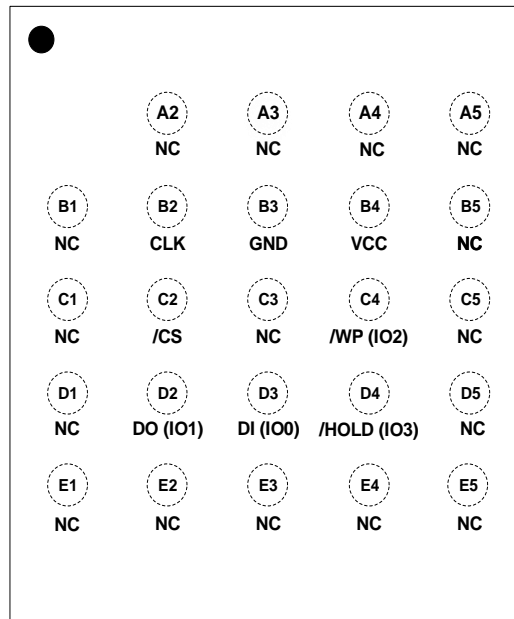 A2 A3 A4 A5
NC NC NC NC
B1 B2 B3 B4 B5
NC CLK GND VCC NC
C1 C2 C3 C4 C5
NC /CS NC /WP (IO2) NC
D1 D2 D3 D4 D5
NC DO (IO1) DI (IO0) /HOLD (IO3) NC
E1 E2 E3 E4 E5
NC NC NC NC NC